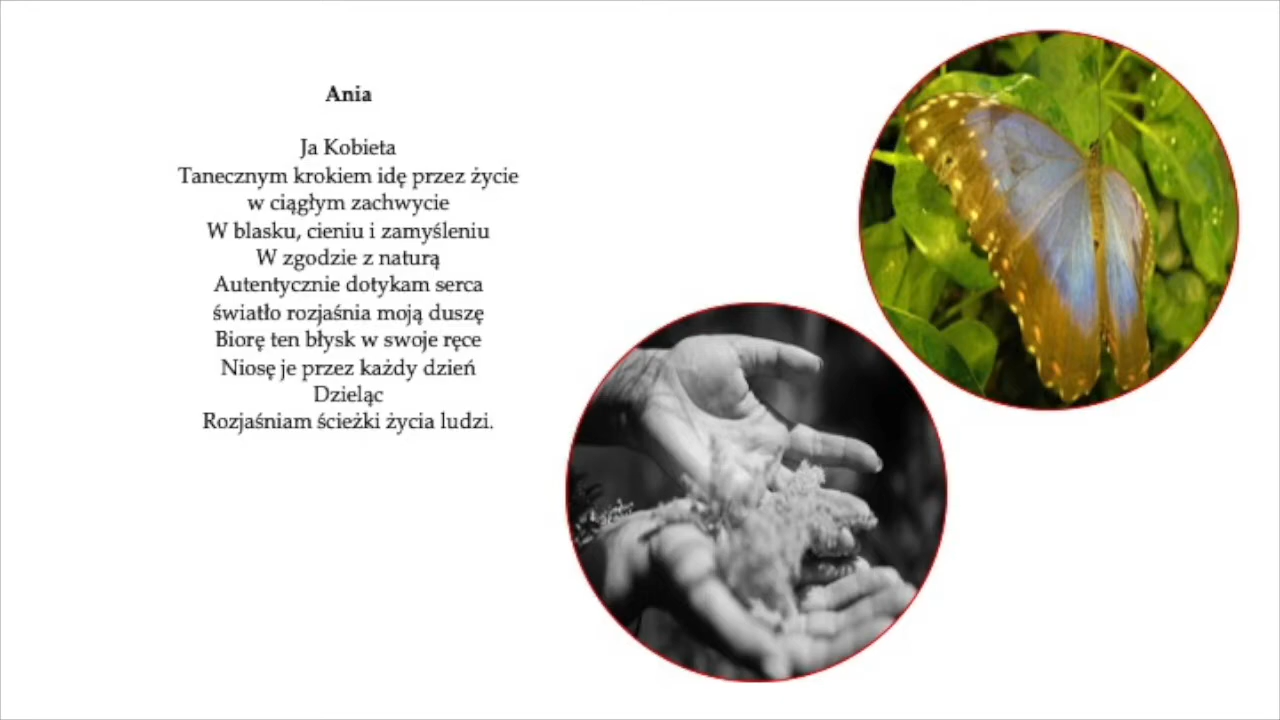 Ania
Ja Kobieta
Tanecznym krokiem idę przez życie
w ciągłym zachwycie
W blasku, cieniu i zamyśleniu
W zgodzie z naturą
Autentycznie dotykam serca
światło rozjaśnia moją duszę
Biorę ten błysk w swoje ręce
Niosę je przez każdy dzień
Dzieląc
Rozjaśniam ścieżki życia ludzi.